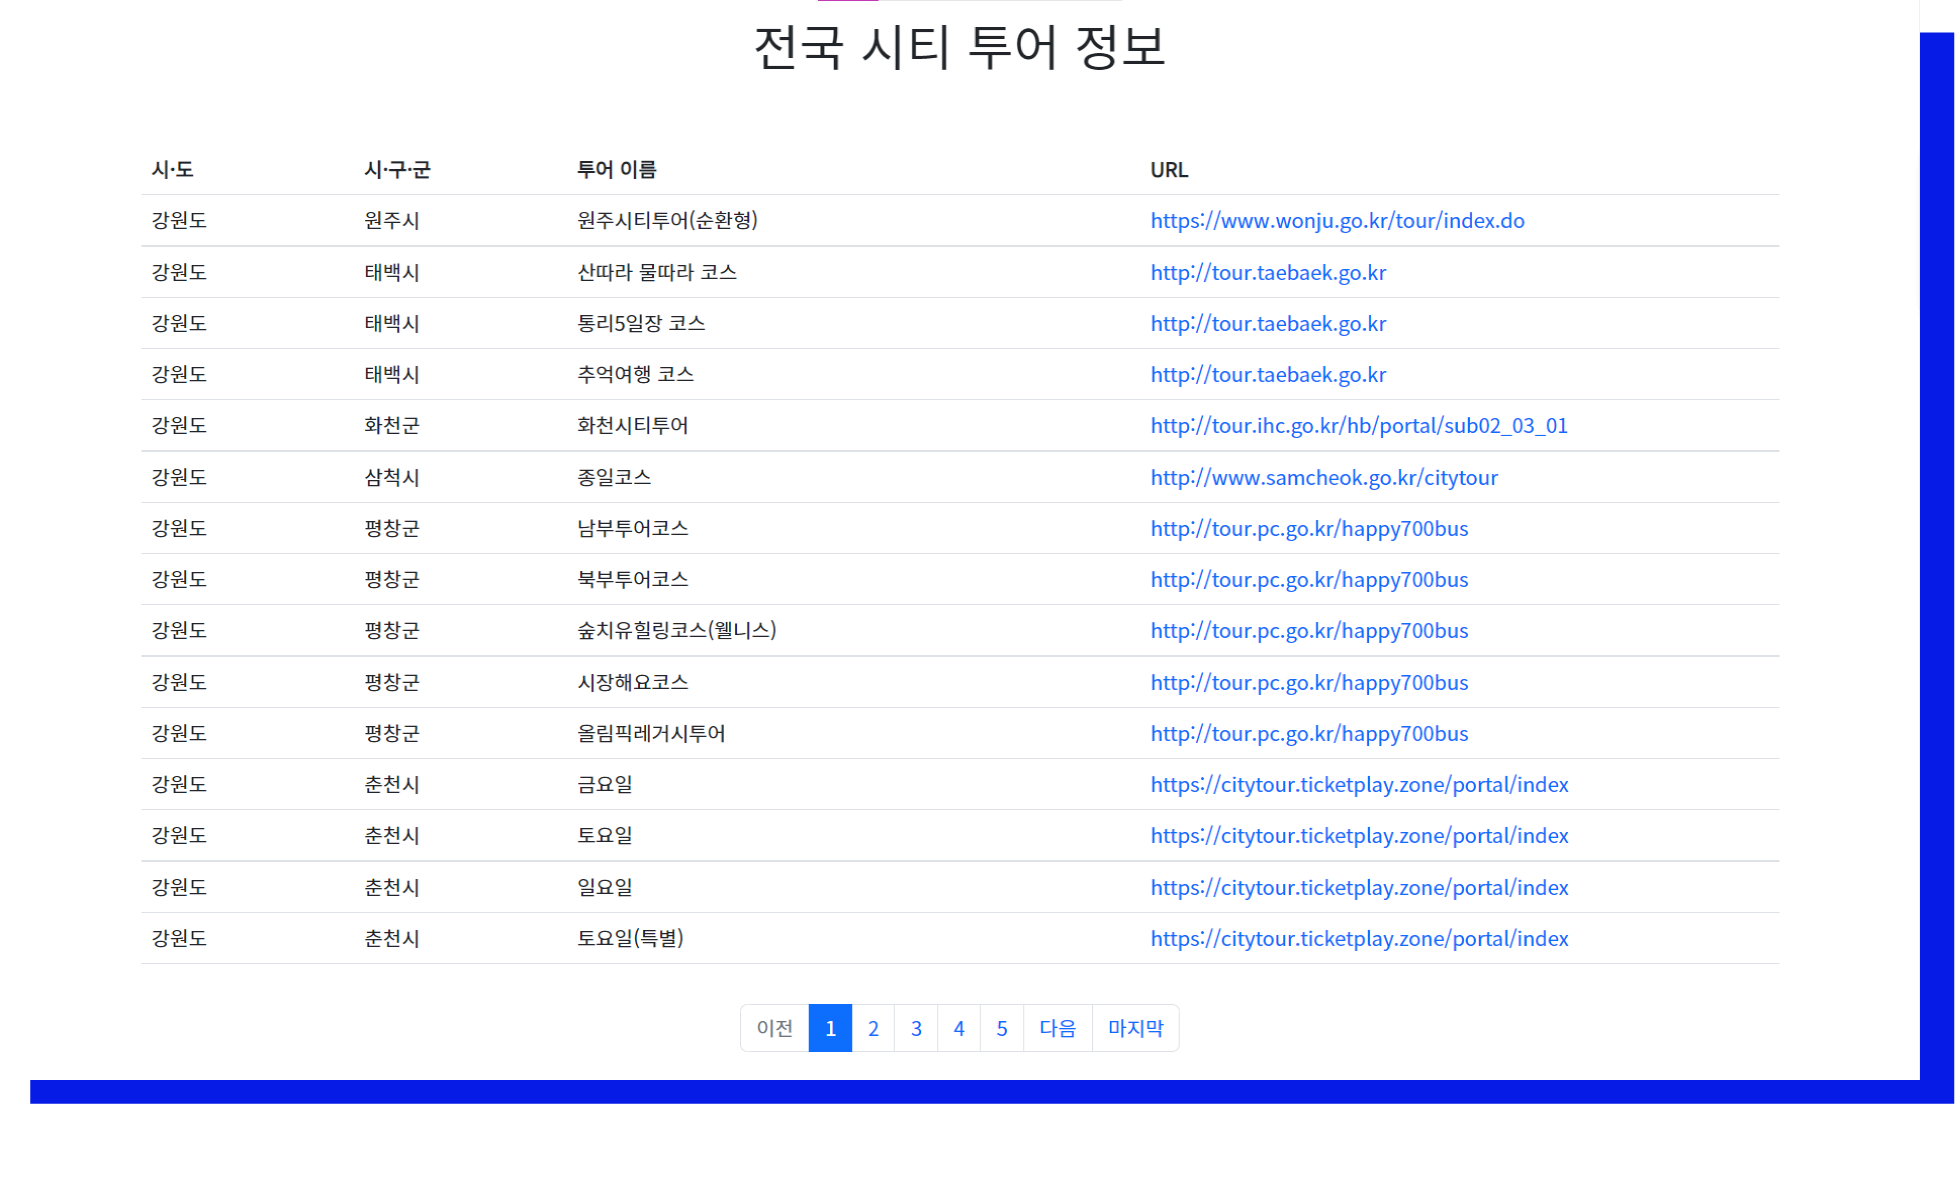 전국 시티 투어 정보
시·도 시·구·군 투어 이름 URL
강원도 원주시 원주시티투어(순환형) https://www.wonju.go.kr/tour/index.do
강원도 태백시 산따라 물따라 코스 http://tour.taebaek.go.kr
강원도 태백시 통리5일장 코스 http://tour.taebaek.go.kr
강원도 태백시 추억여행 코스 http://tour.taebaek.go.kr
강원도 화천군 화천시티투어 http://tour.ihc.go.kr/hb/portal/sub02_03_01
강원도 삼척시 종일코스 http://www.samcheok.go.kr/citytour
강원도 평창군 남부투어코스 http://tour.pc.go.kr/happy700bus
강원도 평창군 북부투어코스 http://tour.pc.go.kr/happy700bus
강원도 평창군 숲치유힐링코스(웰니스) http://tour.pc.go.kr/happy700bus
강원도 평창군 시장해요코스 http://tour.pc.go.kr/happy700bus
강원도 평창군 올림픽레거시투어 http://tour.pc.go.kr/happy700bus
강원도 춘천시 금요일 https://citytour.ticketplay.zone/portal/index
강원도 춘천시 토요일 https://citytour.ticketplay.zone/portal/index
강원도 춘천시 일요일 https://citytour.ticketplay.zone/portal/index
강원도 춘천시 토요일(특별) https://citytour.ticketplay.zone/portal/index
이전 1 2 3 4 5 다음 마지막